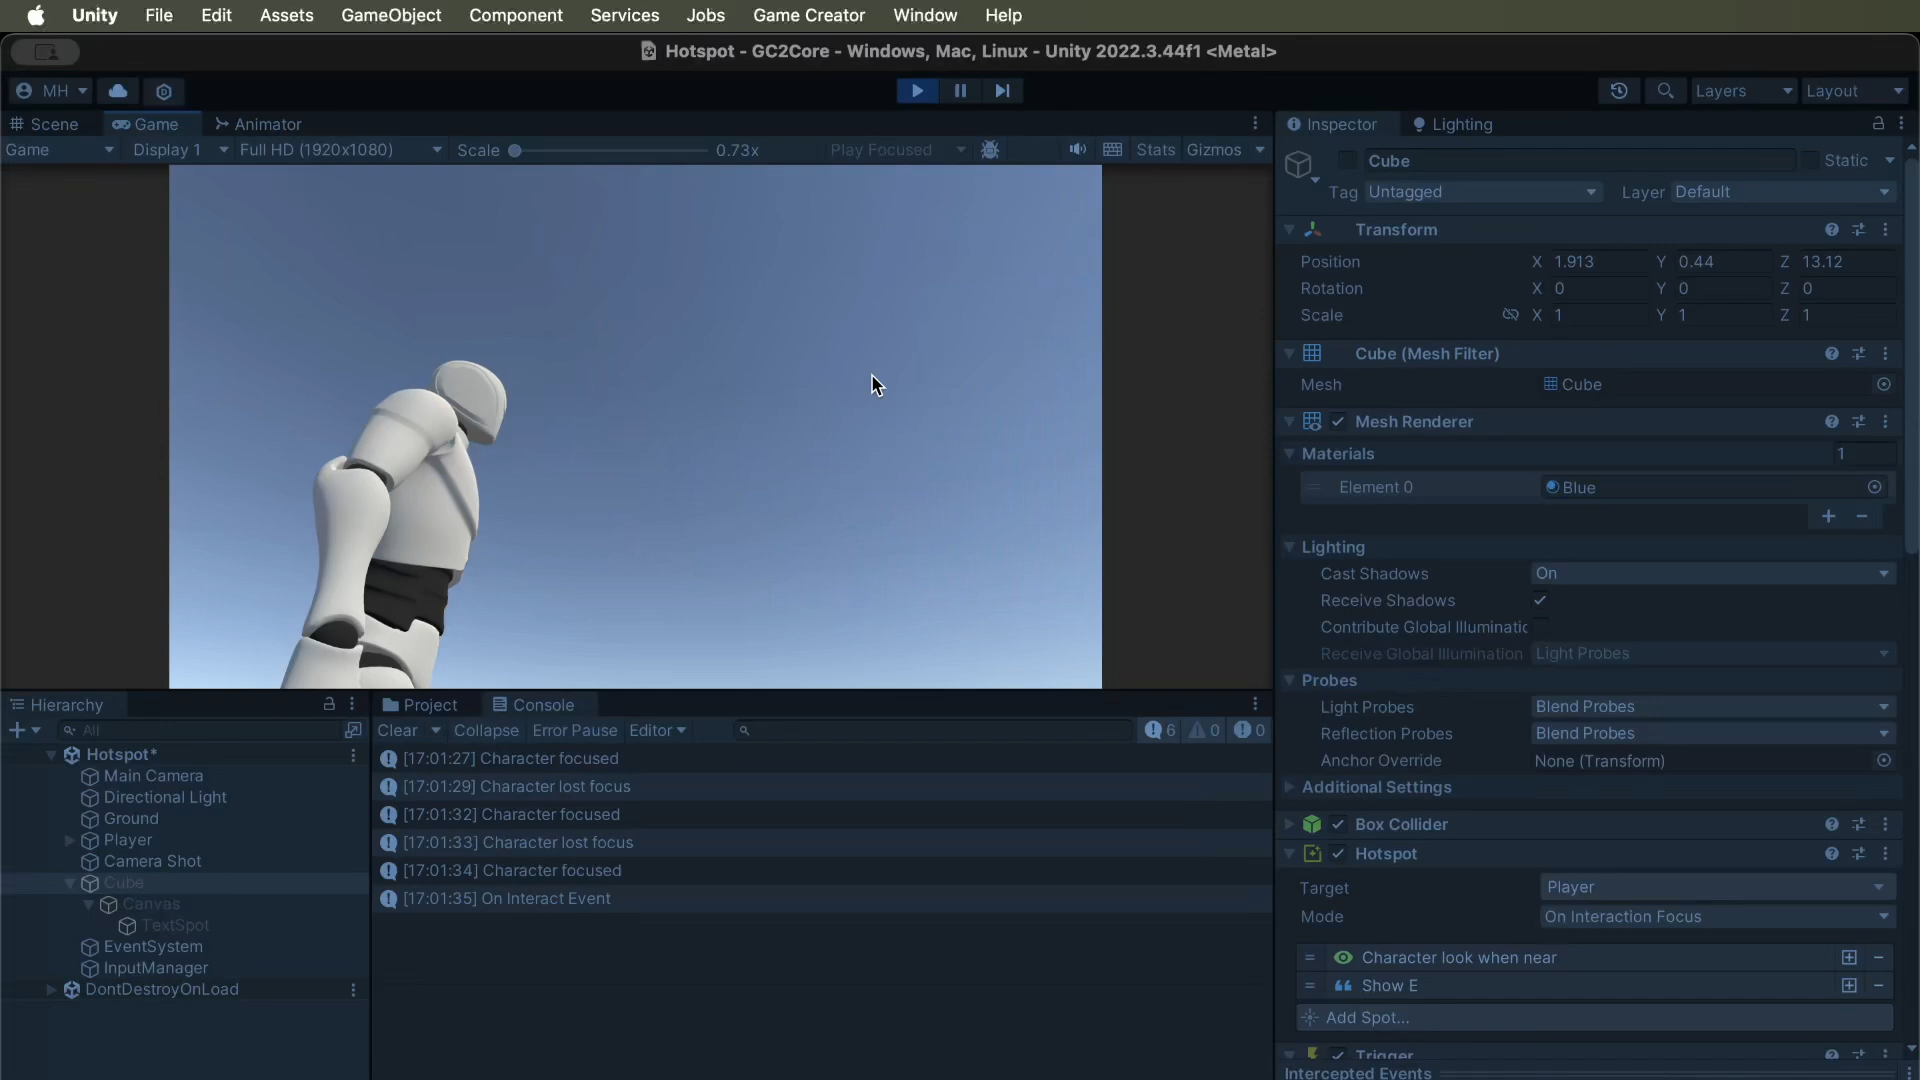 Unity File Edit Assets GameObject Component Services Jobs Game Creator Window Help
Hotspot - GC2Core - Windows, Mac, Linux - Unity 2022.3.44f1 <Metal>
MH Layers Layout
Scene Game Animator
Game Display 1 Full HD (1920x1080) Scale 0.73x Play Focused Stats Gizmos
Inspector Lighting
Cube Static
Tag Untagged Layer Default
Transform
Position X 1.913 Y 0.44 Z 13.12
Rotation X 0 Y 0 Z 0
Scale X 1 Y 1 Z 1
Cube (Mesh Filter)
Mesh Cube
Mesh Renderer
Materials 1
Element 0 Blue
Lighting
Cast Shadows On
Receive Shadows
Contribute Global Illuminatic
Receive Global Illumination Light Probes
Probes
Light Probes Blend Probes
Reflection Probes Blend Probes
Anchor Override None (Transform)
Additional Settings
Box Collider
Hotspot
Target Player
Mode On Interaction Focus
Character look when near
Show E
Add Spot...
Trigger
Intercepted Events
Hierarchy
All
Hotspot*
Main Camera
Directional Light
Ground
Player
Camera Shot
Cube
Canvas
TextSpot
EventSystem
InputManager
DontDestroyOnLoad
Project Console
Clear Collapse Error Pause Editor 6 0 0
[17:01:27] Character focused
[17:01:29] Character lost focus
[17:01:32] Character focused
[17:01:33] Character lost focus
[17:01:34] Character focused
[17:01:35] On Interact Event